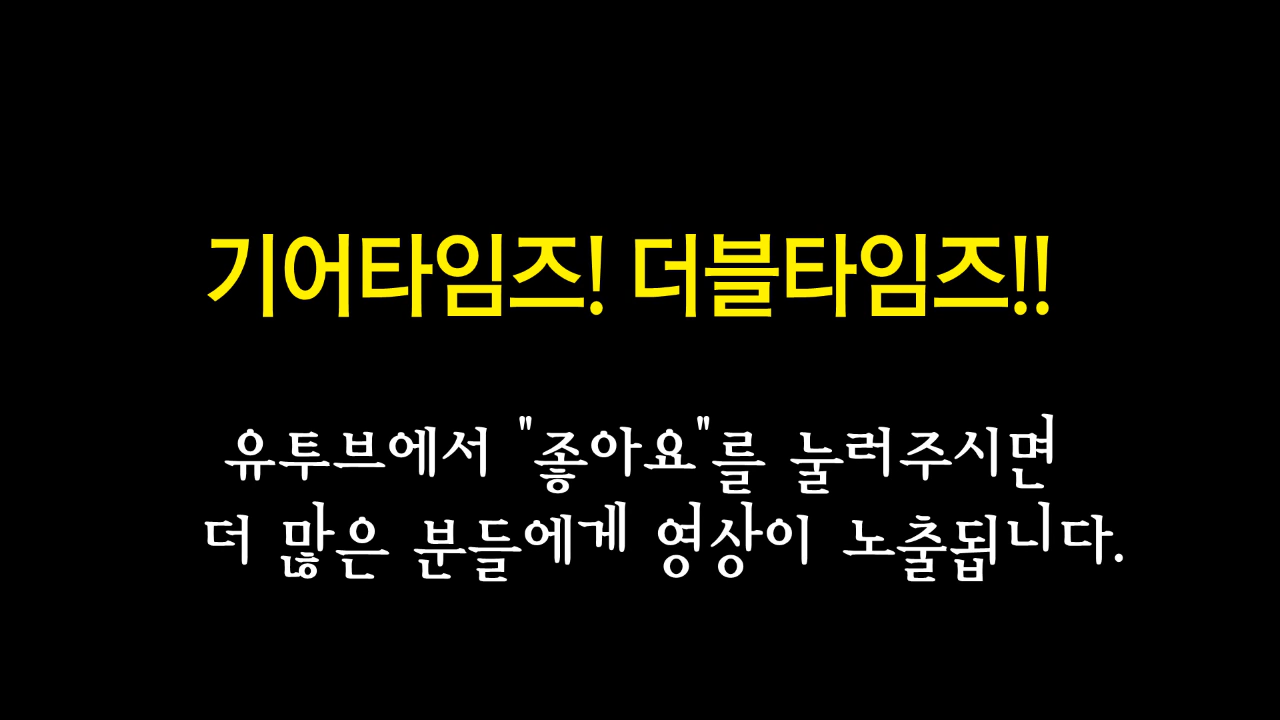 기어타임즈! 더블타임즈!!
유투브에서 "좋아요"를 눌러주시면
더 많은 분들에게 영상이 노출됩니다.